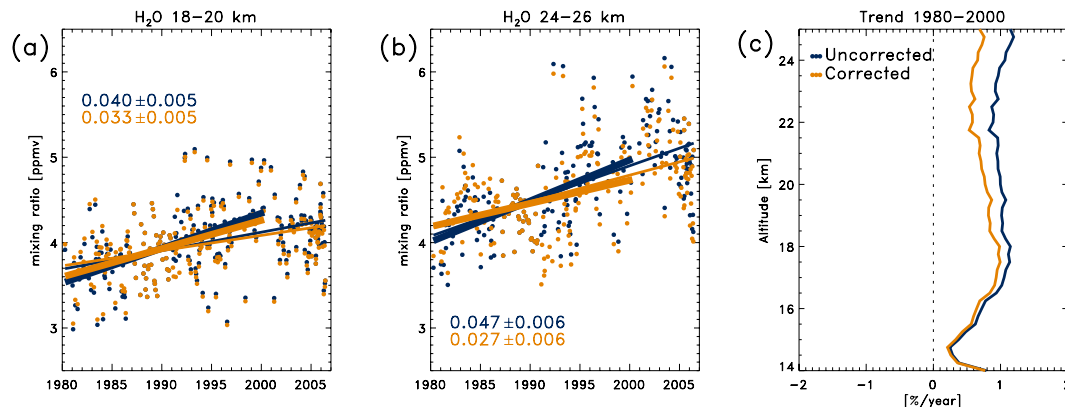 H₂O 18−20 km
(a)
0.040±0.005
0.033±0.005
mixing ratio [ppmv]
6
5
4
3
1980 1985 1990 1995 2000 2005
H₂O 24−26 km
(b)
0.047±0.006
0.027±0.006
mixing ratio [ppmv]
6
5
4
3
1980 1985 1990 1995 2000 2005
Trend 1980−2000
(c)
Uncorrected
Corrected
Altitude [km]
24
22
20
18
16
14
−2 −1 0 1 2
[%/year]